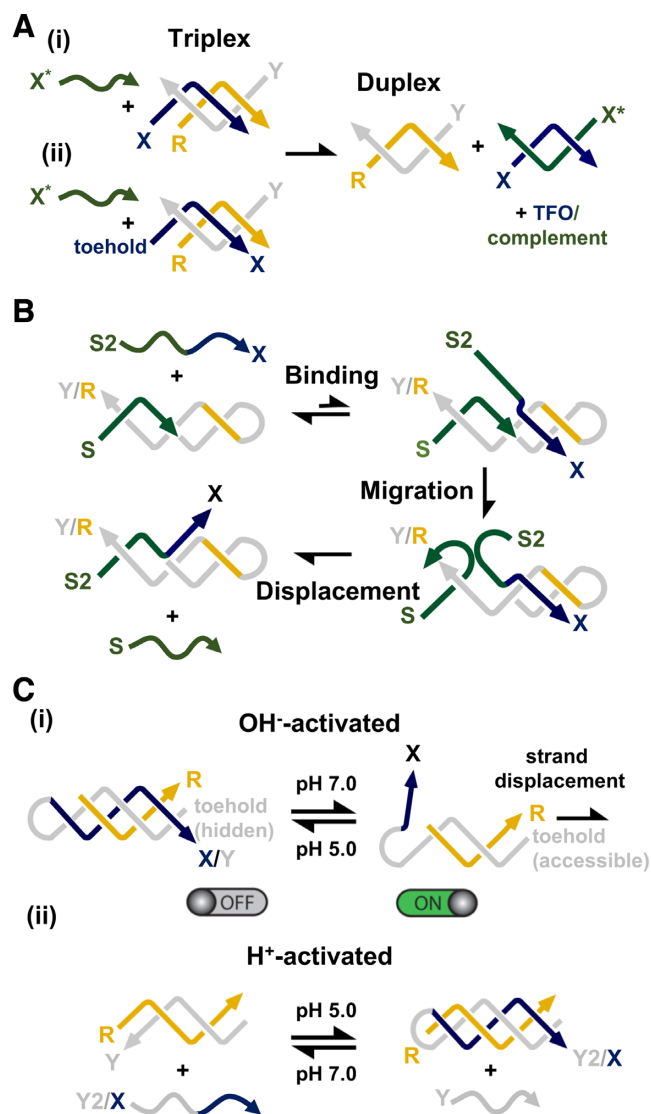 A
(i)
Triplex
X*
+
X
R
Y
Duplex
Y
R
+
X*
X
+ TFO/
complement
(ii)
X*
+
toehold
Y
R
X
B
S2
X
+
Y/R
S
Binding
S2
Y/R
S
X
Migration
Y/R
S2
S
X
Displacement
X
Y/R
S2
+
S
C
(i)
OH⁻-activated
R
toehold
(hidden)
X/Y
pH 7.0
pH 5.0
X
strand
displacement
R
toehold
(accessible)
OFF
ON
(ii)
H⁺-activated
R
Y
+
Y2/X
pH 5.0
pH 7.0
R
Y2/X
+
Y